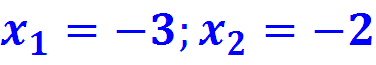 x₁ = −3; x₂ = −2